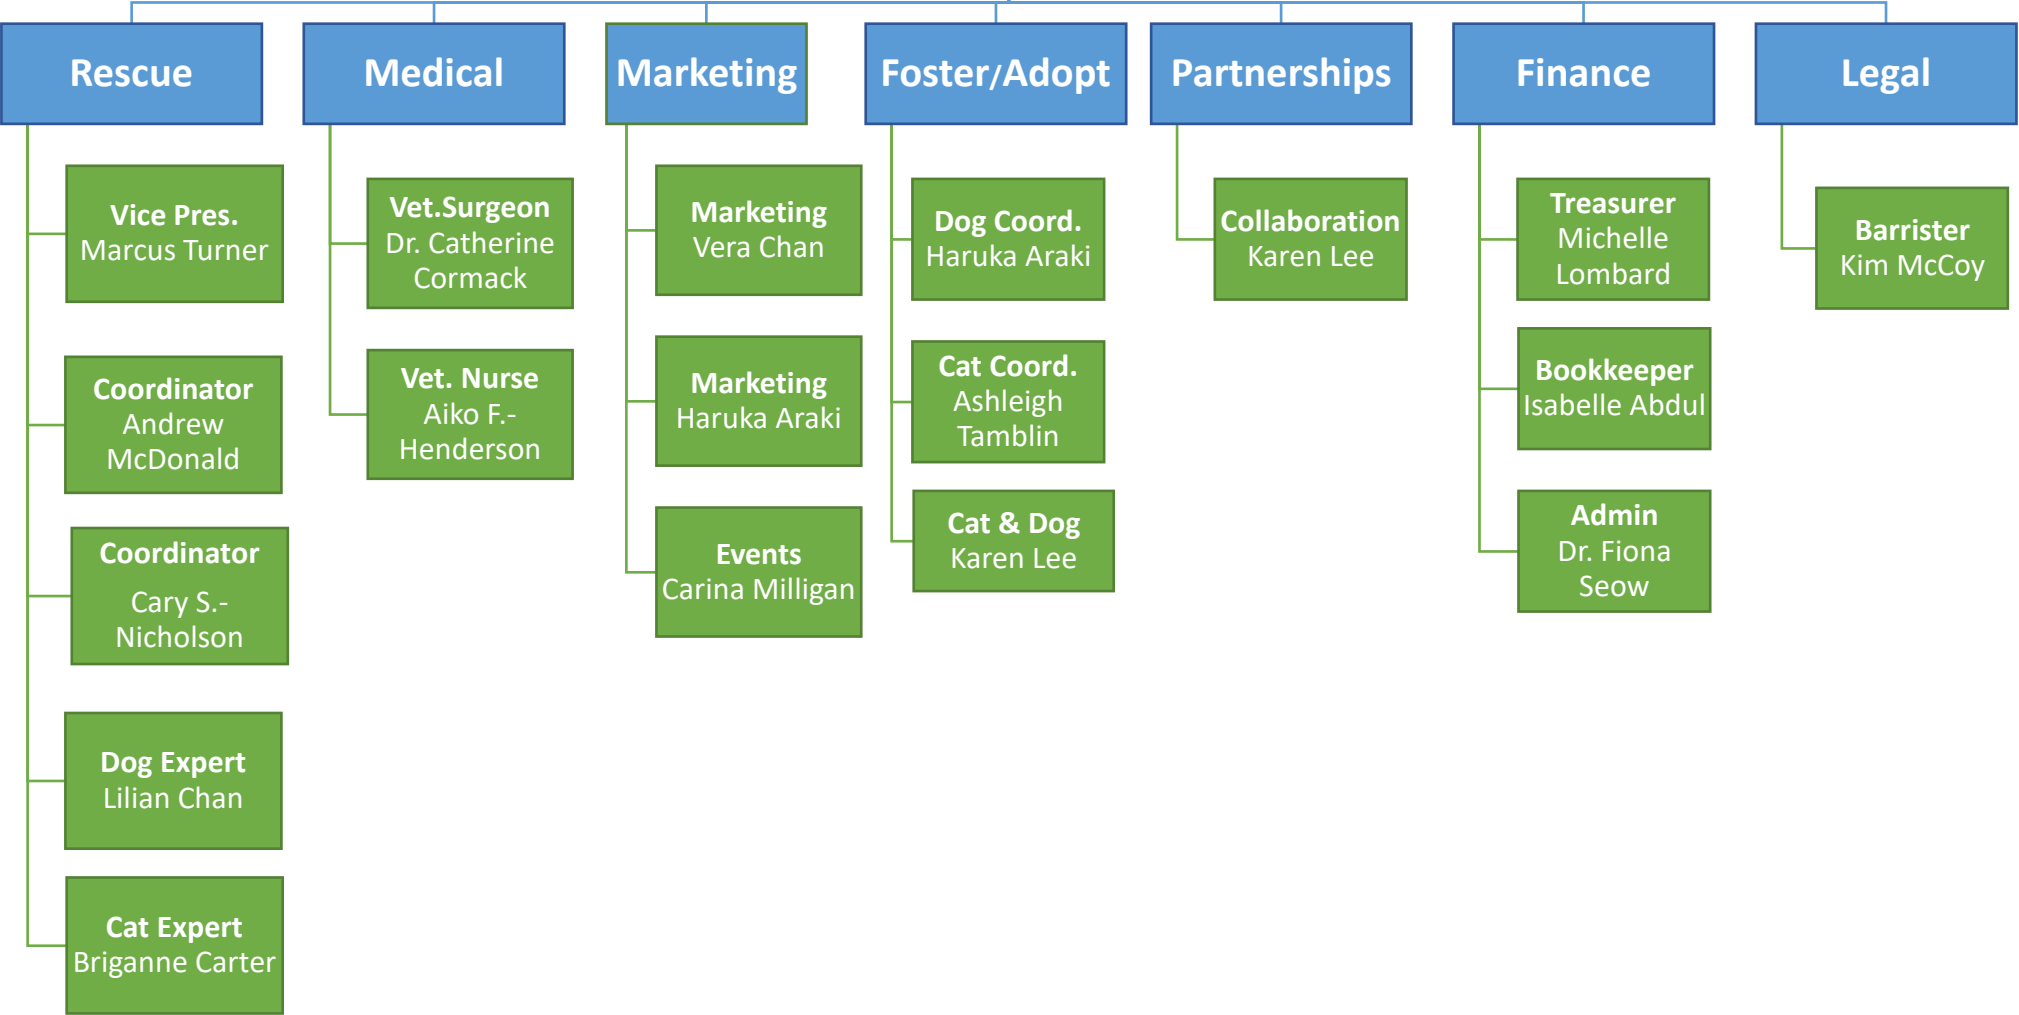 Rescue
Medical
Marketing
Foster/Adopt
Partnerships
Finance
Legal
Vice Pres.
Marcus Turner
Coordinator
Andrew
McDonald
Coordinator
Cary S.-
Nicholson
Dog Expert
Lilian Chan
Cat Expert
Briganne Carter
Vet.Surgeon
Dr. Catherine
Cormack
Vet. Nurse
Aiko F.-
Henderson
Marketing
Vera Chan
Marketing
Haruka Araki
Events
Carina Milligan
Dog Coord.
Haruka Araki
Cat Coord.
Ashleigh
Tamblin
Cat & Dog
Karen Lee
Collaboration
Karen Lee
Treasurer
Michelle
Lombard
Bookkeeper
Isabelle Abdul
Admin
Dr. Fiona
Seow
Barrister
Kim McCoy